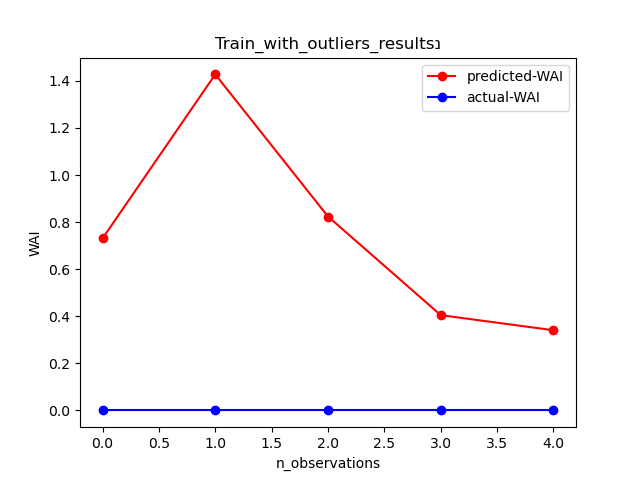 Train_with_outliers_resultsנ
predicted-WAI
actual-WAI
WAI
1.4
1.2
1.0
0.8
0.6
0.4
0.2
0.0
0.0 0.5 1.0 1.5 2.0 2.5 3.0 3.5 4.0
n_observations